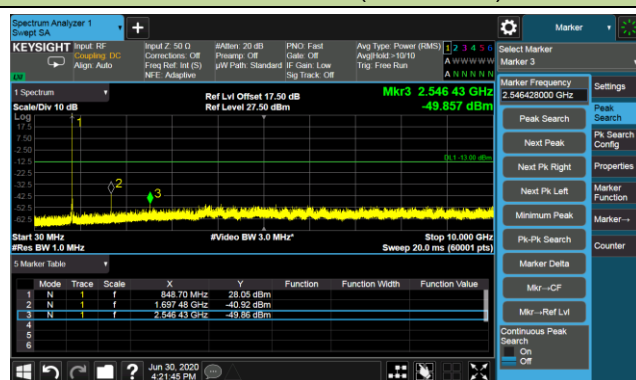 Spectrum Analyzer 1
Swept SA
Marker
KEYSIGHT
Input: RF
Coupling: DC
Align: Auto
Input Z: 50 Ω
Corrections: Off
Freq Ref: Int (S)
NFE: Adaptive
#Atten: 20 dB
Preamp: Off
µW Path: Standard
PNO: Fast
Gate: Off
IF Gain: Low
Sig Track: Off
Avg Type: Power (RMS)
Avg|Hold:>10/10
Trig: Free Run
1 2 3 4 5 6
A W W W W W
A N N N N N
Select Marker
Marker 3
LXI
1 Spectrum
Scale/Div 10 dB
Log
Ref Lvl Offset 17.50 dB
Ref Level 27.50 dBm
Mkr3 2.546 43 GHz
-49.857 dBm
17.5
7.50
-2.50
-12.5
-22.5
-32.5
-42.5
-52.5
-62.5
1
2
3
DL1 -13.00 dBm
Start 30 MHz
#Res BW 1.0 MHz
#Video BW 3.0 MHz*
Stop 10.000 GHz
Sweep 20.0 ms (60001 pts)
5 Marker Table
Mode Trace Scale X Y Function Function Width Function Value
1 N 1 f 848.70 MHz 28.05 dBm
2 N 1 f 1.697 48 GHz -40.92 dBm
3 N 1 f 2.546 43 GHz -49.86 dBm
4
5
6
Marker Frequency
2.546428000 GHz
Peak Search
Next Peak
Next Pk Right
Next Pk Left
Minimum Peak
Pk-Pk Search
Marker Delta
Mkr→CF
Mkr→Ref Lvl
Continuous Peak
Search
On
Off
Settings
Peak
Search
Pk Search
Config
Properties
Marker
Function
Marker→
Counter
?
Jun 30, 2020
4:21:45 PM